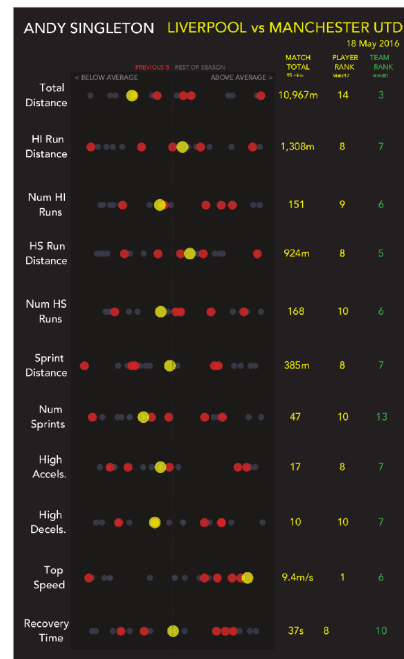 ANDY SINGLETON LIVERPOOL vs MANCHESTER UTD
18 May 2016
MATCH TOTAL PLAYER RANK TEAM RANK
PREVIOUS 5 REST OF SEASON
< BELOW AVERAGE ABOVE AVERAGE >
Total Distance 10,967m 14 3
HI Run Distance 1,308m 8 7
Num HI Runs 151 9 6
HS Run Distance 924m 8 5
Num HS Runs 168 10 6
Sprint Distance 385m 8 7
Num Sprints 47 10 13
High Accels. 17 8 7
High Decels. 10 10 7
Top Speed 9.4m/s 1 6
Recovery Time 37s 8 10